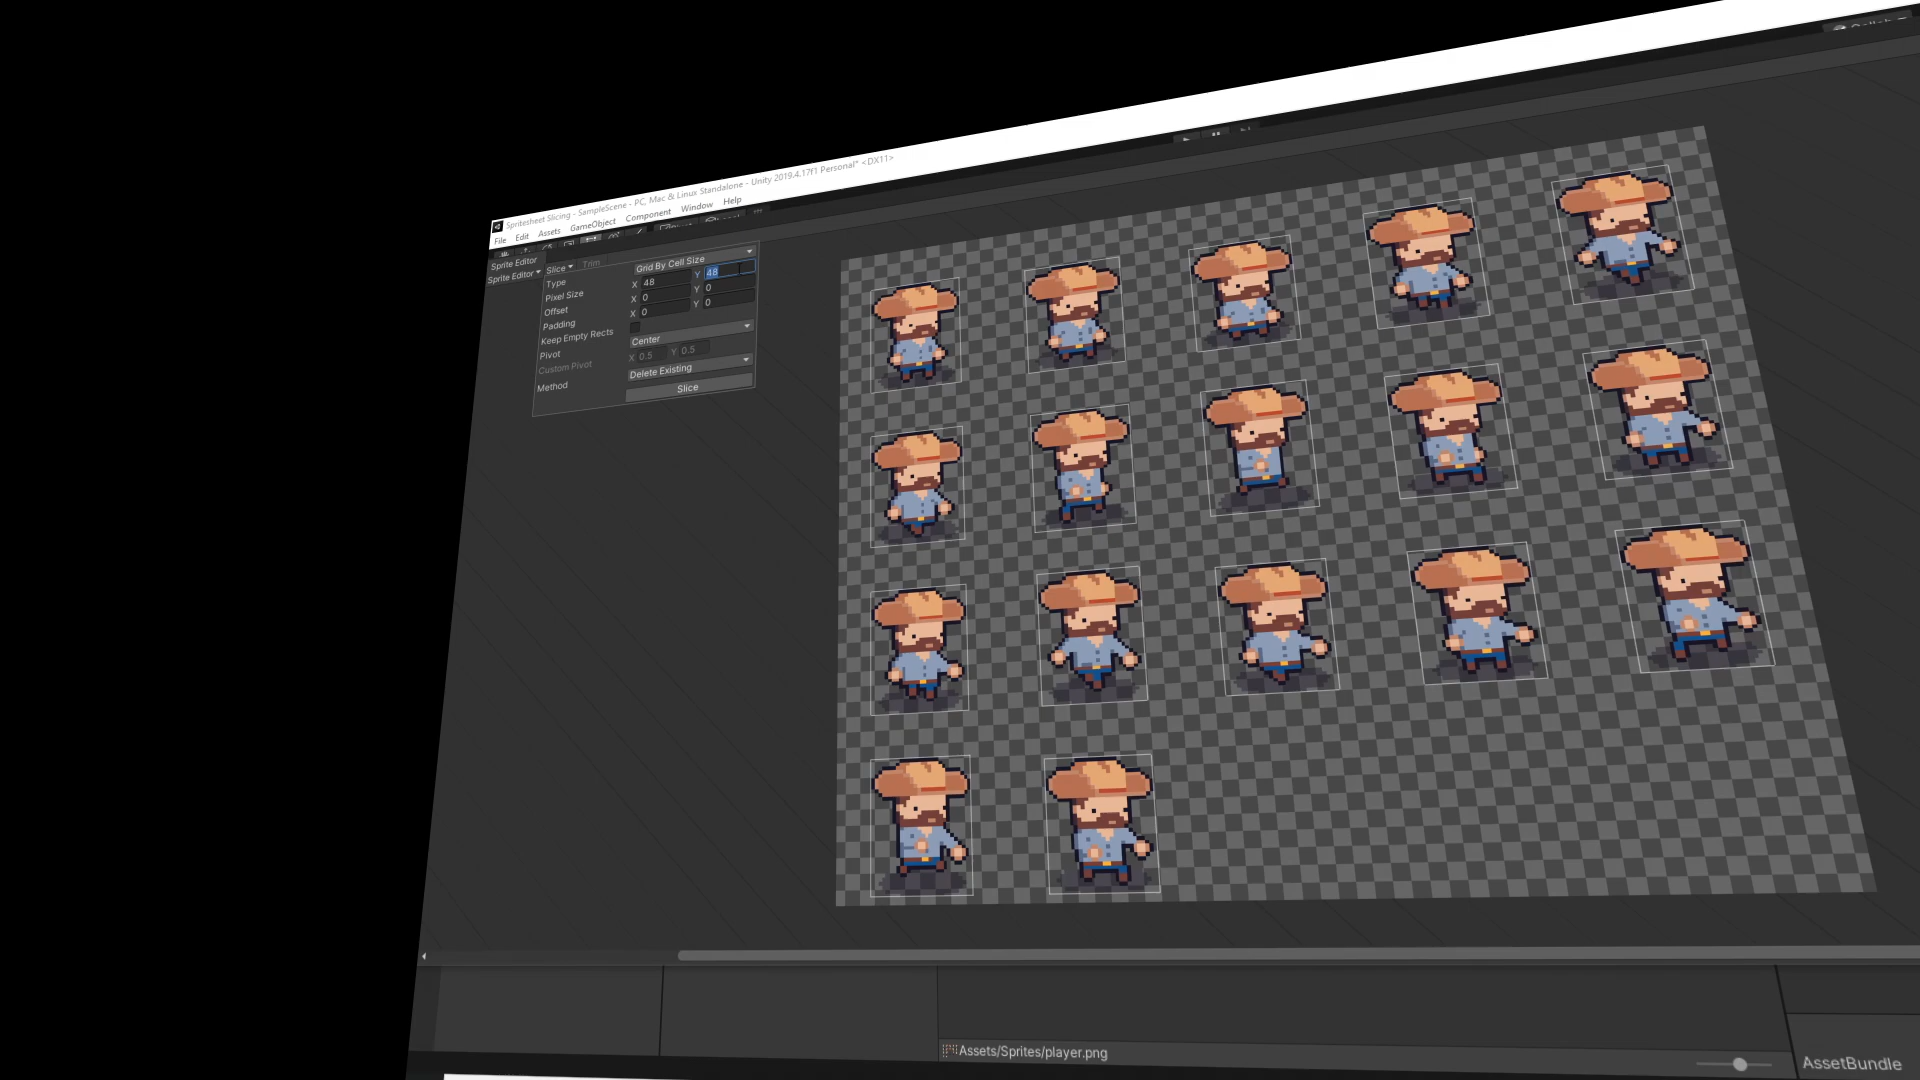 Spritesheet Slicing - SampleScene - PC, Mac & Linux Standalone - Unity 2019.4.17f1 Personal* <DX11>
File Edit Assets GameObject Component Window Help
Sprite Editor
Sprite Editor Slice Trim
Type Grid By Cell Size
Pixel Size X 48 Y 48
Offset X 0 Y 0
Padding X 0 Y 0
Keep Empty Rects
Pivot Center
Custom Pivot X 0.5 Y 0.5
Method Delete Existing
Slice
Assets/Sprites/player.png
AssetBundle